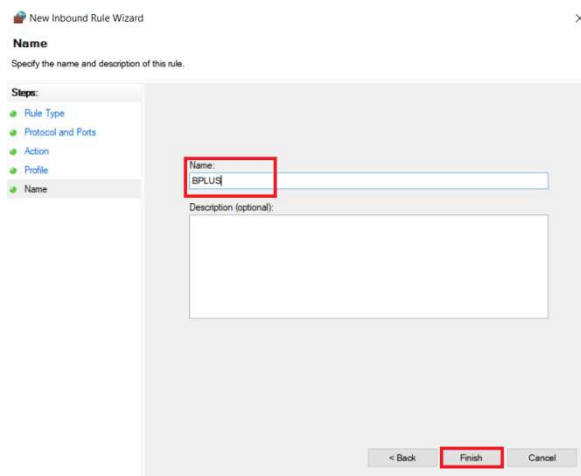 New Inbound Rule Wizard
Name
Specify the name and description of this rule.
Steps:
Rule Type
Protocol and Ports
Action
Profile
Name
Name:
BPLUS
Description (optional):
< Back
Finish
Cancel